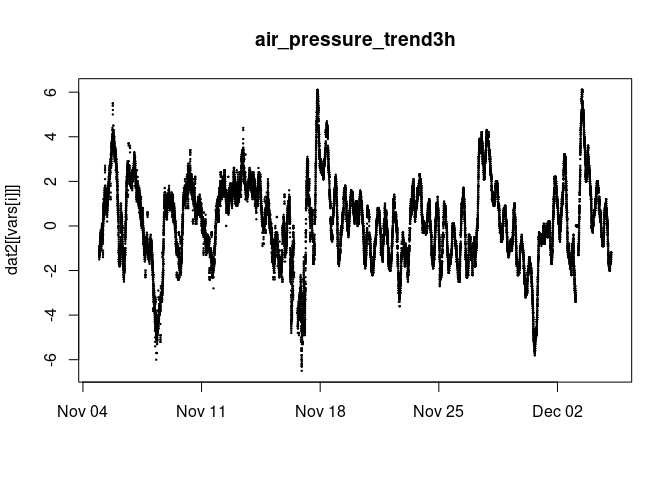 air_pressure_trend3h
dat2[[vars[i]]]
6
4
2
0
-2
-4
-6
Nov 04
Nov 11
Nov 18
Nov 25
Dec 02